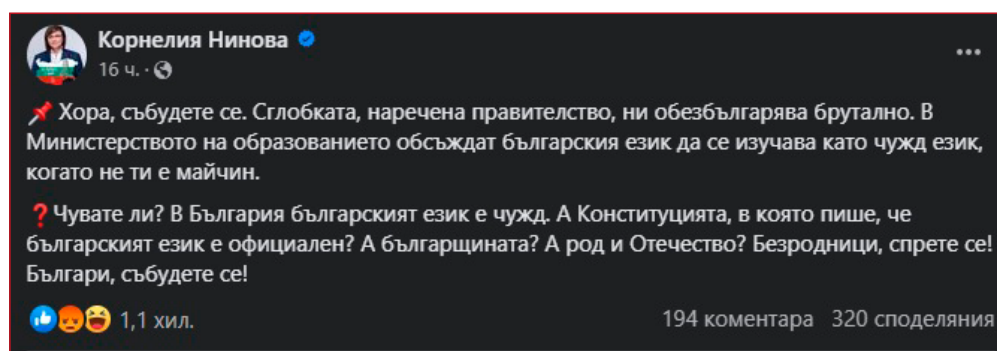 Корнелия Нинова
16 ч. ·
Хора, събудете се. Сглобката, наречена правителство, ни обезбългарява брутално. В
Министерството на образованието обсъждат българския език да се изучава като чужд език,
когато не ти е майчин.
Чувате ли? В България българският език е чужд. А Конституцията, в която пише, че
българският език е официален? А българщината? А род и Отечество? Безродници, спрете се!
Българи, събудете се!
1,1 хил.
194 коментара 320 споделяния